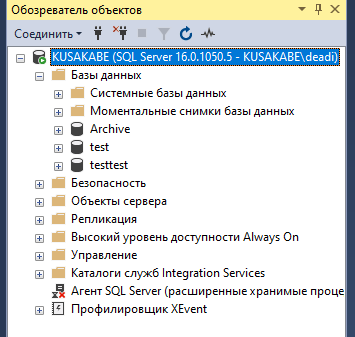 Обозреватель объектов
Соединить
KUSAKABE (SQL Server 16.0.1050.5 - KUSAKABE\deadi)
Базы данных
Системные базы данных
Моментальные снимки базы данных
Archive
test
testtest
Безопасность
Объекты сервера
Репликация
Высокий уровень доступности Always On
Управление
Каталоги служб Integration Services
Агент SQL Server (расширенные хранимые проце
Профилировщик XEvent